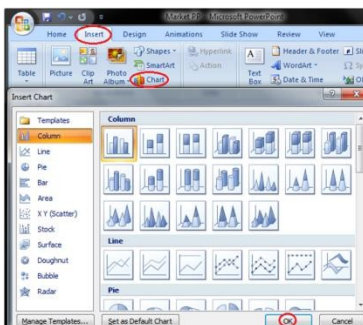 Market PP - Microsoft PowerPoint
Home Insert Design Animations Slide Show Review View
Table
Picture
Clip
Art
Photo
Album
Shapes
SmartArt
Chart
Hyperlink
Action
Text
Box
Header & Footer
WordArt
Date & Time
Insert Chart
Templates
Column
Line
Pie
Bar
Area
X Y (Scatter)
Stock
Surface
Doughnut
Bubble
Radar
Column
Line
Pie
Manage Templates...
Set as Default Chart
OK
Cancel